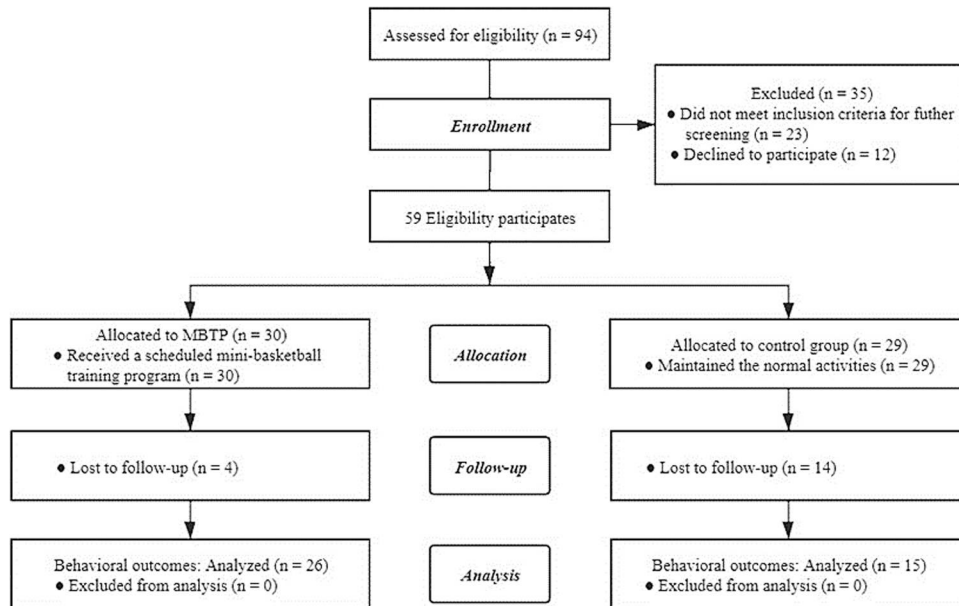 Assessed for eligibility (n = 94)
Excluded (n = 35)
● Did not meet inclusion criteria for futher
screening (n = 23)
● Declined to participate (n = 12)
Enrollment
59 Eligibility participates
Allocated to MBTP (n = 30)
● Received a scheduled mini-basketball
training program (n = 30)
Allocation
Allocated to control group (n = 29)
● Maintained the normal activities (n = 29)
● Lost to follow-up (n = 4)
Follow-up
● Lost to follow-up (n = 14)
Behavioral outcomes: Analyzed (n = 26)
● Excluded from analysis (n = 0)
Analysis
Behavioral outcomes: Analyzed (n = 15)
● Excluded from analysis (n = 0)